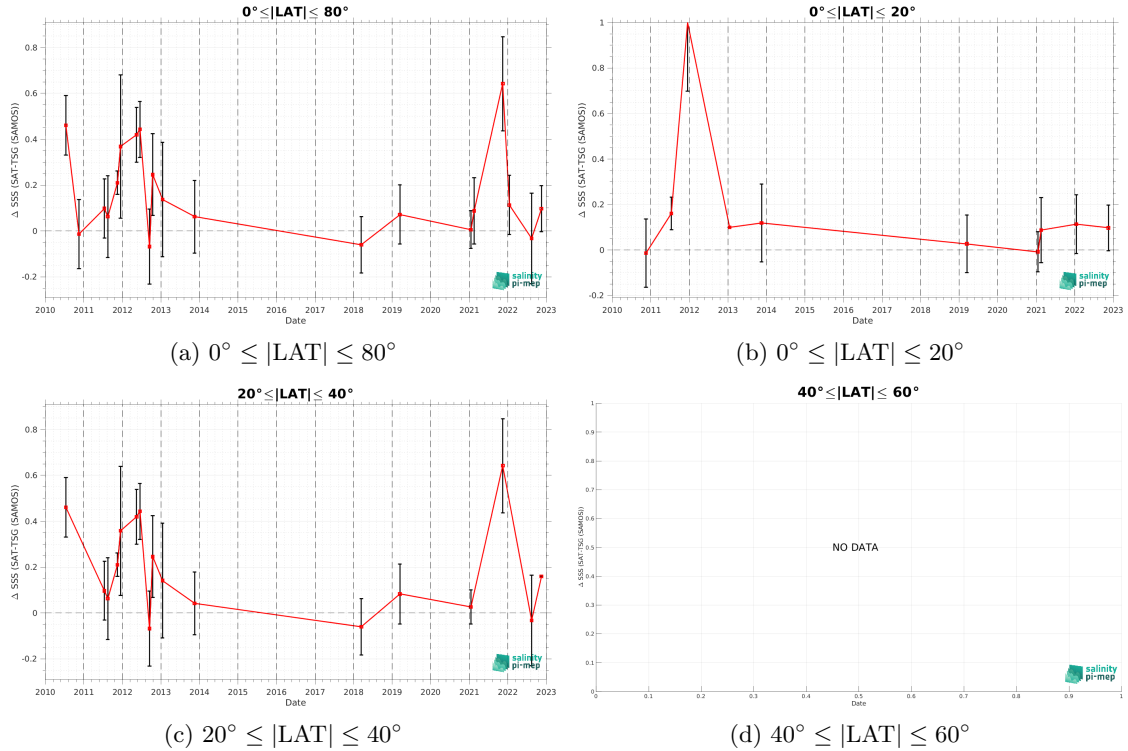 0°≤|LAT|≤ 80°
Δ SSS (SAT-TSG (SAMOS))
0.8
0.6
0.4
0.2
0
-0.2
2010 2011 2012 2013 2014 2015 2016 2017 2018 2019 2020 2021 2022 2023
Date
salinity
pi-mep
(a) 0° ≤ |LAT| ≤ 80°
0°≤|LAT|≤ 20°
Δ SSS (SAT-TSG (SAMOS))
1
0.8
0.6
0.4
0.2
0
-0.2
2010 2011 2012 2013 2014 2015 2016 2017 2018 2019 2020 2021 2022 2023
Date
salinity
pi-mep
(b) 0° ≤ |LAT| ≤ 20°
20°≤|LAT|≤ 40°
Δ SSS (SAT-TSG (SAMOS))
0.8
0.6
0.4
0.2
0
-0.2
2010 2011 2012 2013 2014 2015 2016 2017 2018 2019 2020 2021 2022 2023
Date
salinity
pi-mep
(c) 20° ≤ |LAT| ≤ 40°
40°≤|LAT|≤ 60°
Δ SSS (SAT-TSG (SAMOS))
1
0.9
0.8
0.7
0.6
0.5
0.4
0.3
0.2
0.1
0
NO DATA
0 0.1 0.2 0.3 0.4 0.5 0.6 0.7 0.8 0.9 1
Date
salinity
pi-mep
(d) 40° ≤ |LAT| ≤ 60°